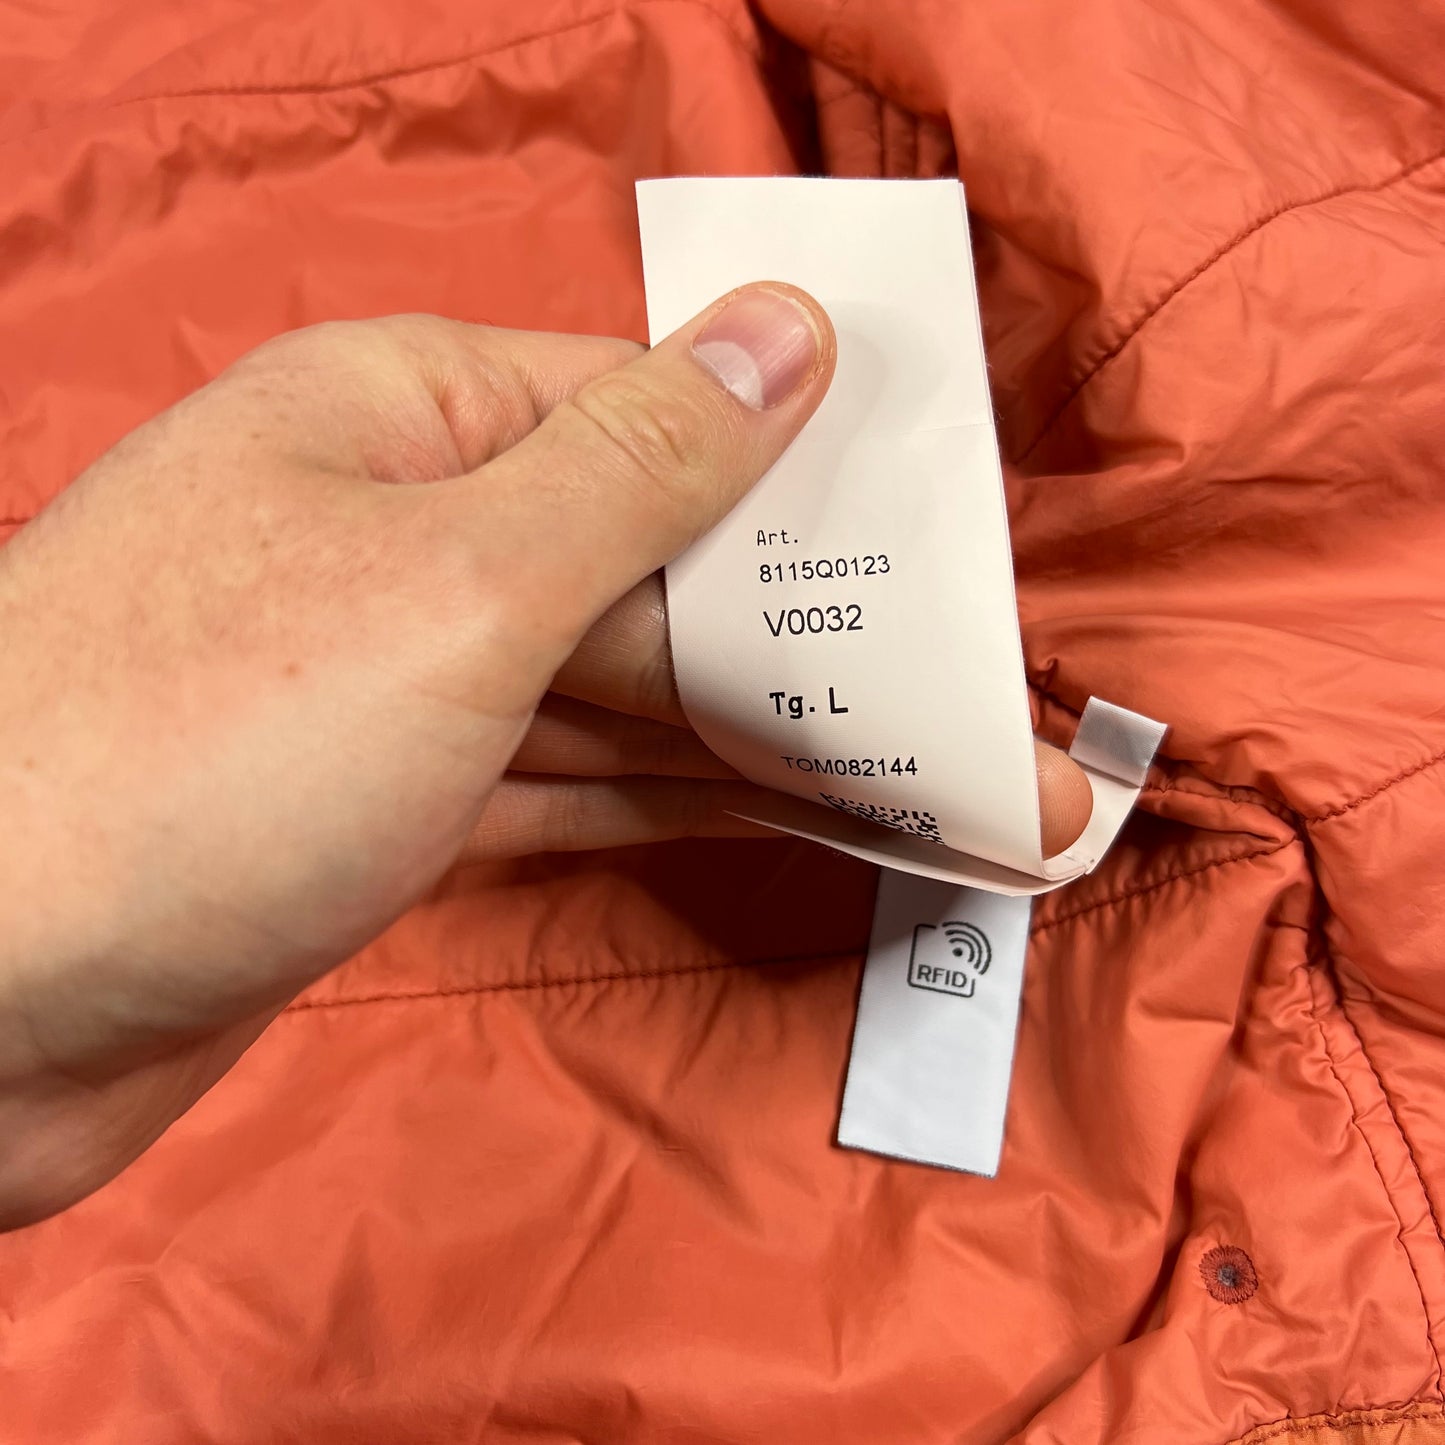 Art.
8115Q0123
V0032
Tg. L
TOM082144
RFID